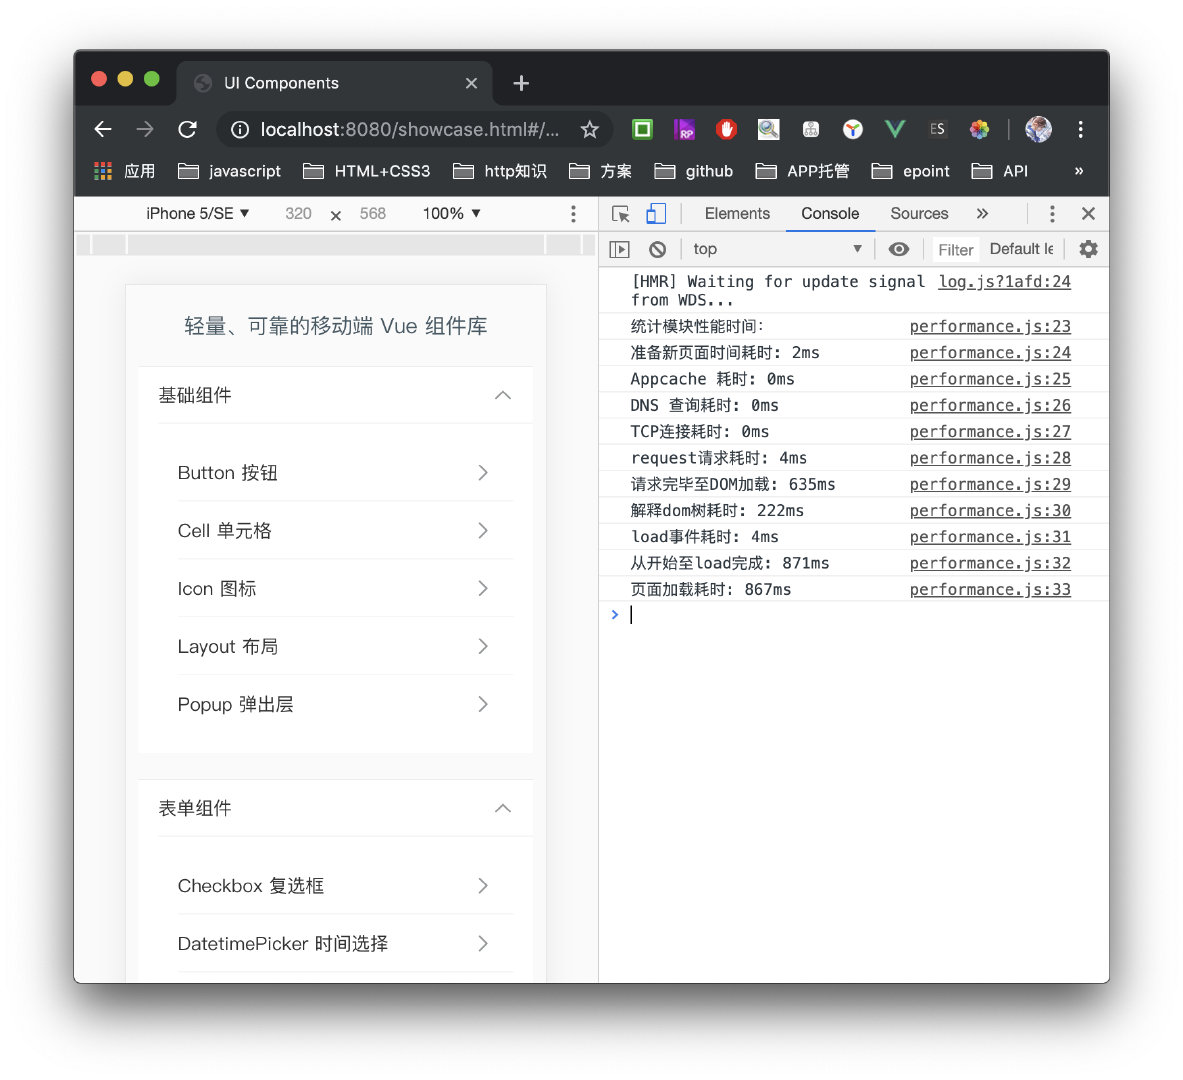 UI Components
localhost:8080/showcase.html#/...
RP
ES
应用 javascript HTML+CSS3 http知识 方案 github APP托管 epoint API »
iPhone 5/SE ▼ 320 × 568 100% ▼
Elements Console Sources »
top ▼ Filter Default le
轻量、可靠的移动端 Vue 组件库
基础组件
Button 按钮
Cell 单元格
Icon 图标
Layout 布局
Popup 弹出层
表单组件
Checkbox 复选框
DatetimePicker 时间选择
[HMR] Waiting for update signal log.js?1afd:24
from WDS...
统计模块性能时间: performance.js:23
准备新页面时间耗时: 2ms performance.js:24
Appcache 耗时: 0ms performance.js:25
DNS 查询耗时: 0ms performance.js:26
TCP连接耗时: 0ms performance.js:27
request请求耗时: 4ms performance.js:28
请求完毕至DOM加载: 635ms performance.js:29
解释dom树耗时: 222ms performance.js:30
load事件耗时: 4ms performance.js:31
从开始至load完成: 871ms performance.js:32
页面加载耗时: 867ms performance.js:33